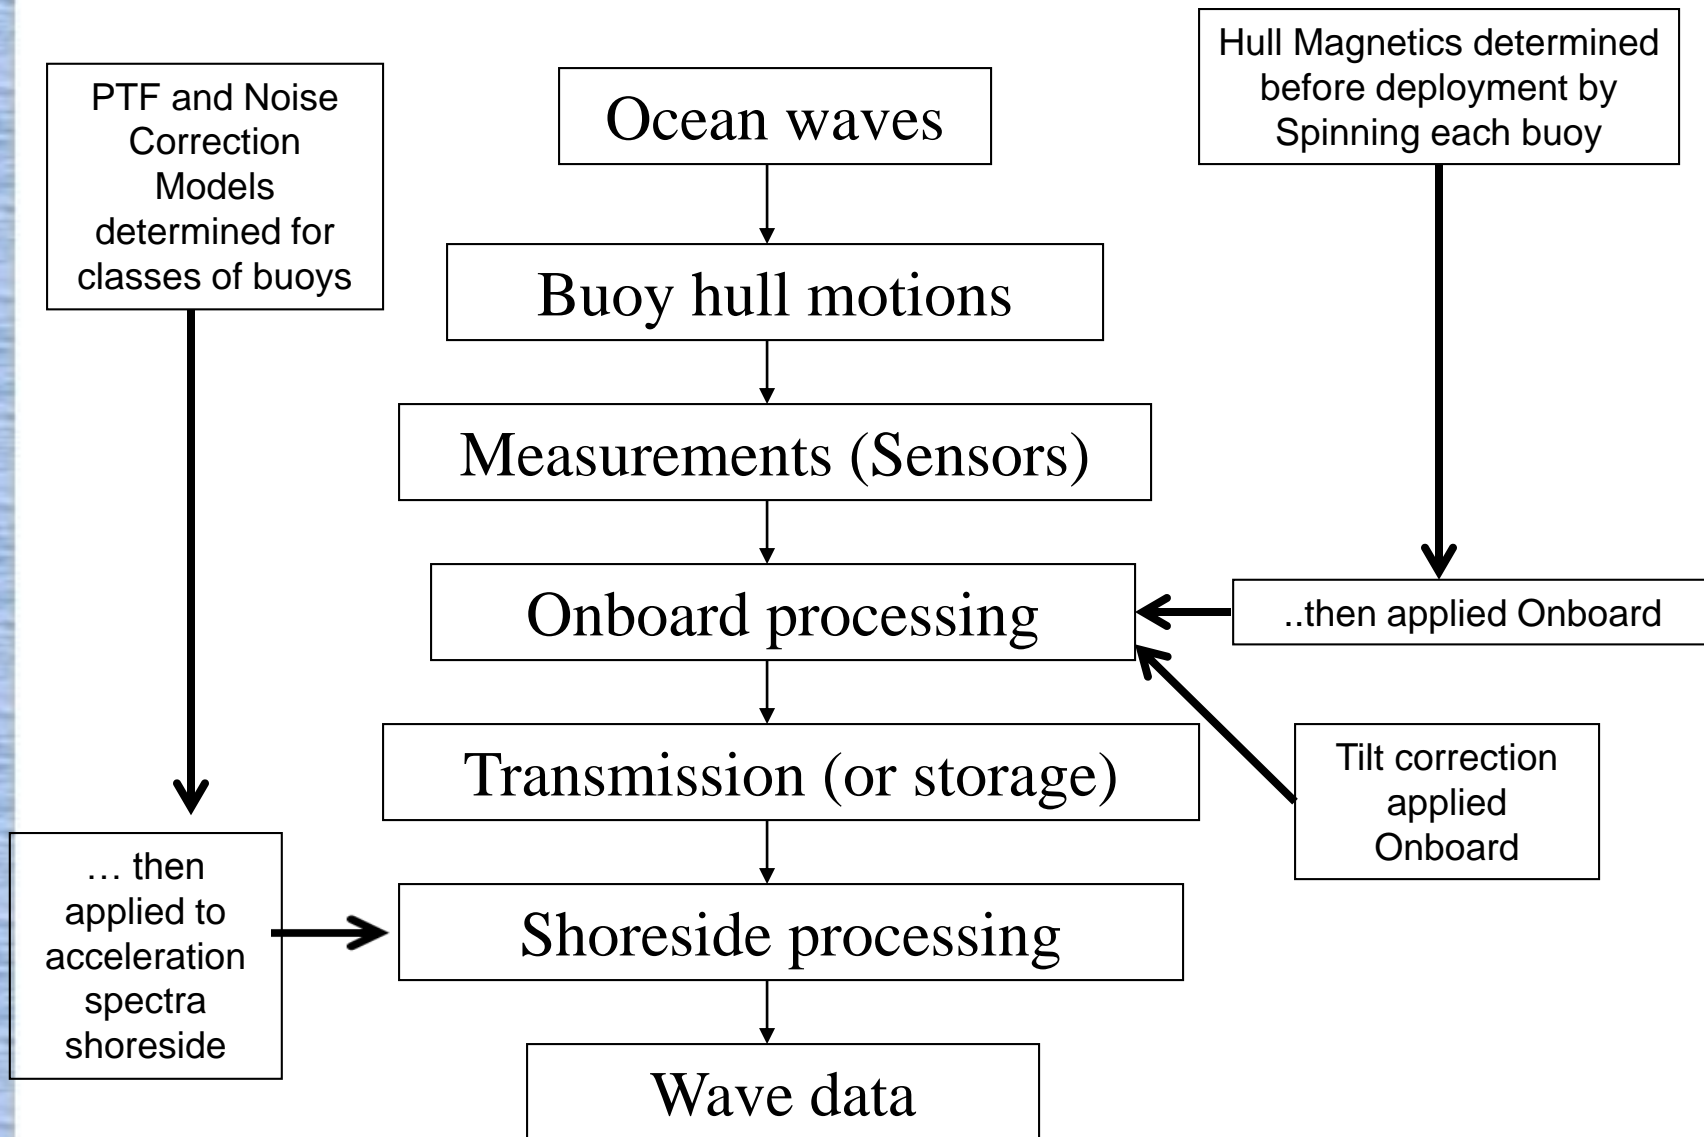 PTF and Noise
Correction
Models
determined for
classes of buoys
Ocean waves
Hull Magnetics determined
before deployment by
Spinning each buoy
Buoy hull motions
Measurements (Sensors)
Onboard processing
..then applied Onboard
Transmission (or storage)
Tilt correction
applied
Onboard
… then
applied to
acceleration
spectra
shoreside
Shoreside processing
Wave data